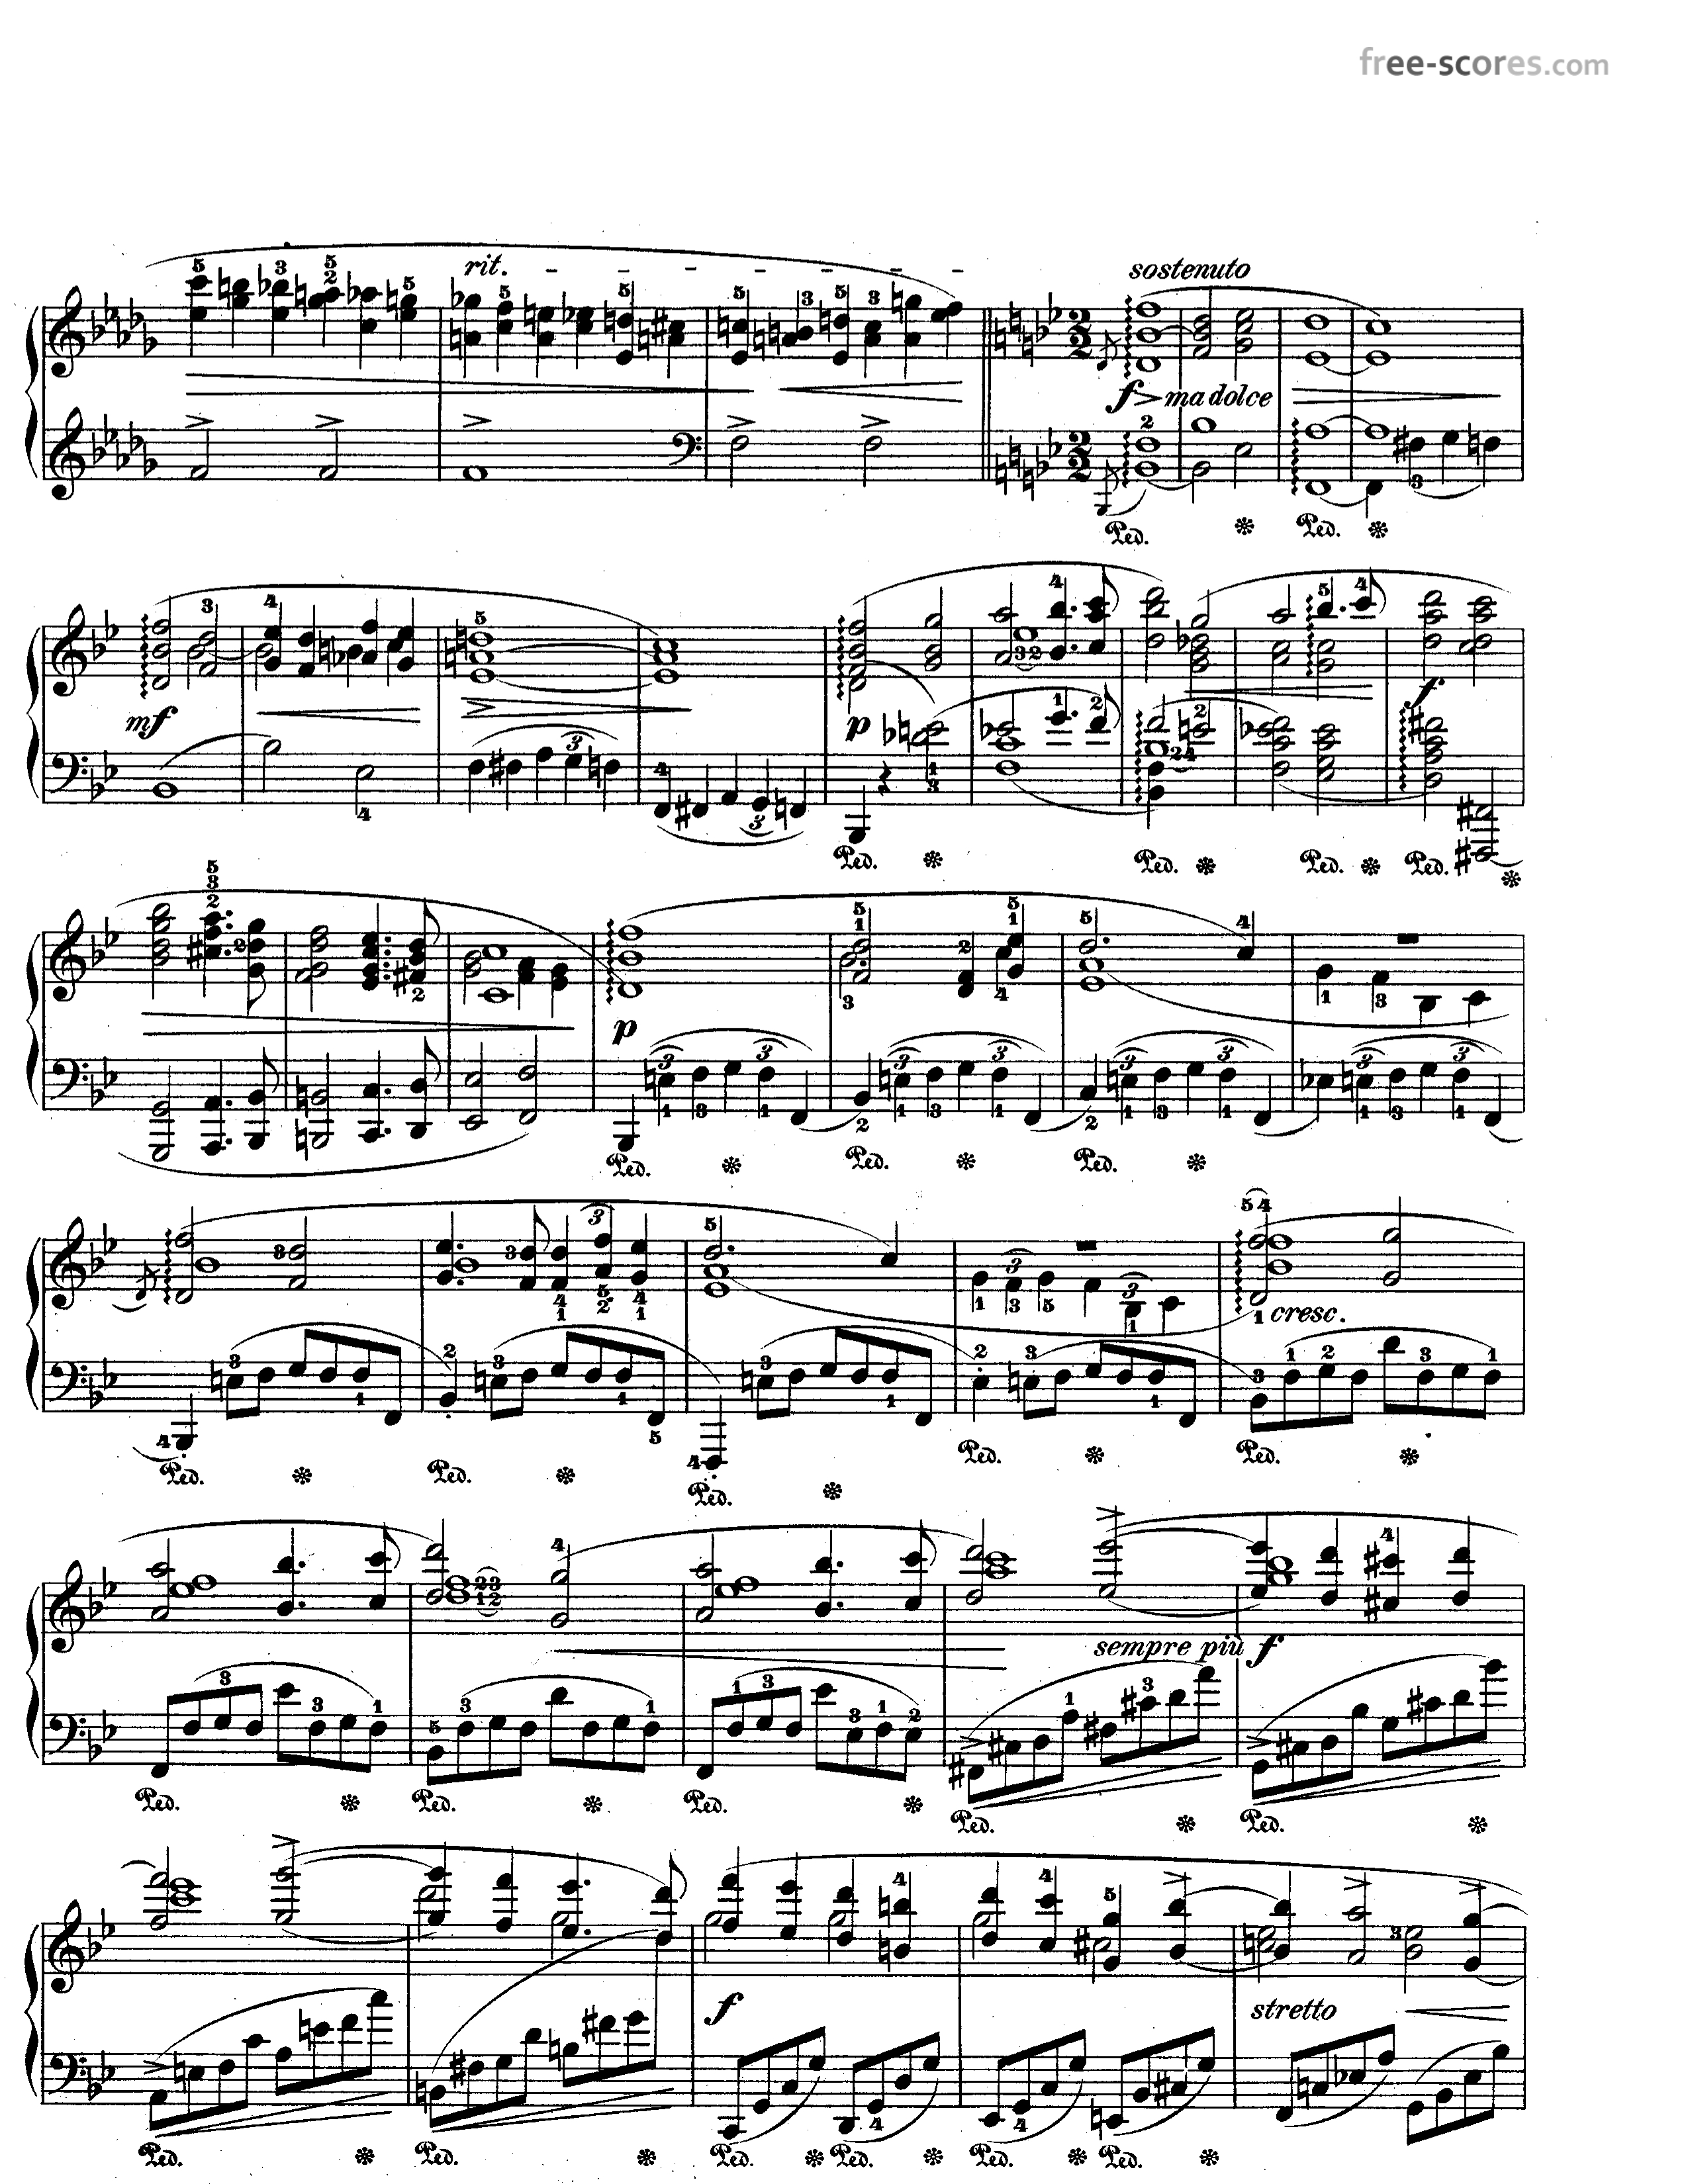 free-scores.com
rit.
sostenuto
f ma dolce
Ped. Ped.
mf p f
Ped. Ped. Ped. Ped.
p
Ped. Ped. Ped.
cresc.
Ped. Ped. Ped. Ped. Ped.
sempre più f
Ped. Ped. Ped. Ped. Ped.
f
stretto
Ped. Ped. Ped. Ped. Ped. Ped.